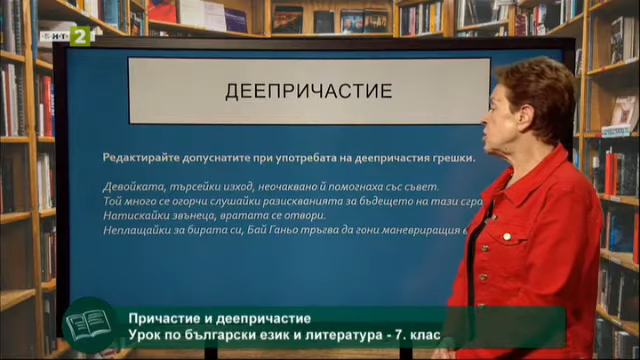 БНТ 2
ДЕЕПРИЧАСТИЕ
Редактирайте допуснатите при употребата на деепричастия грешки.
Девойката, търсейки изход, неочаквано ѝ помогнаха със съвет.
Той много се огорчи слушайки разискванията за бъдещето на тази
Натискайки звънеца, вратата се отвори.
Неплащайки за бирата си, Бай Ганьо тръгва да гони маневриращия
Причастие и деепричастие
Урок по български език и литература - 7. клас